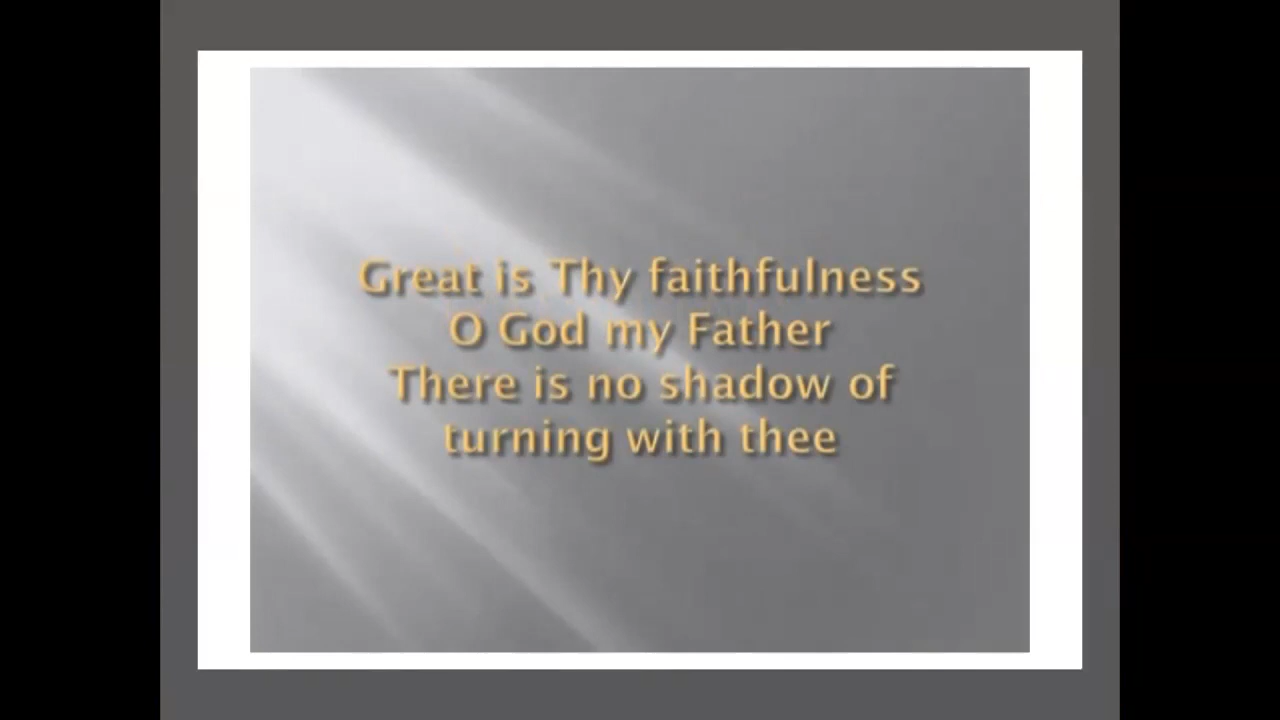 Great is Thy faithfulness
O God my Father
There is no shadow of
turning with thee